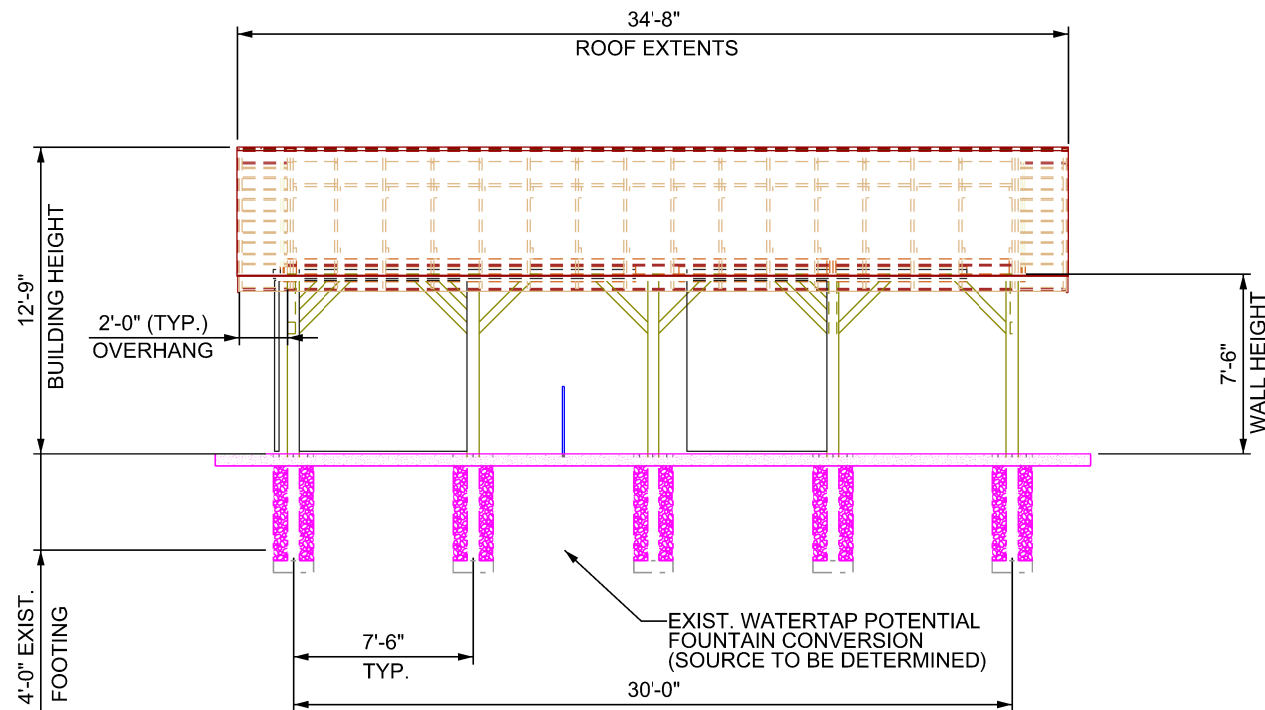 34'-8"
ROOF EXTENTS
12'-9"
BUILDING HEIGHT
2'-0" (TYP.)
OVERHANG
7'-6"
WALL HEIGHT
4'-0" EXIST.
FOOTING
EXIST. WATERTAP POTENTIAL
FOUNTAIN CONVERSION
(SOURCE TO BE DETERMINED)
7'-6"
TYP.
30'-0"